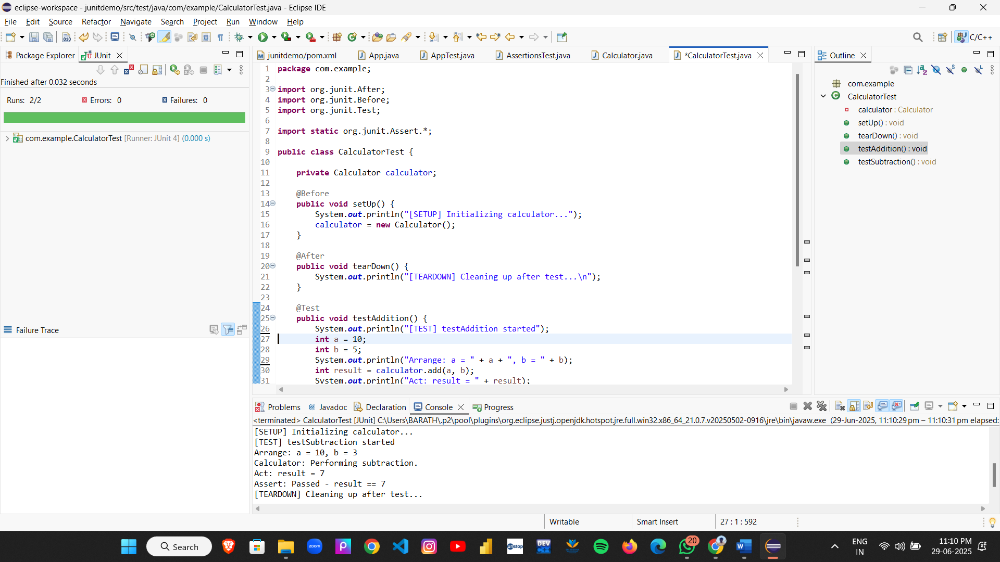 eclipse-workspace - junitdemo/src/test/java/com/example/CalculatorTest.java - Eclipse IDE
File Edit Source Refactor Navigate Search Project Run Window Help
C/C++
Package Explorer JUnit
Finished after 0.032 seconds
Runs: 2/2 Errors: 0 Failures: 0
com.example.CalculatorTest [Runner: JUnit 4] (0.000 s)
Failure Trace
junitdemo/pom.xml App.java AppTest.java AssertionsTest.java Calculator.java *CalculatorTest.java
1 package com.example;
2
3 import org.junit.After;
4 import org.junit.Before;
5 import org.junit.Test;
6
7 import static org.junit.Assert.*;
8
9 public class CalculatorTest {
10
11     private Calculator calculator;
12
13     @Before
14     public void setUp() {
15         System.out.println("[SETUP] Initializing calculator...");
16         calculator = new Calculator();
17     }
18
19     @After
20     public void tearDown() {
21         System.out.println("[TEARDOWN] Cleaning up after test...\n");
22     }
23
24     @Test
25     public void testAddition() {
26         System.out.println("[TEST] testAddition started");
27         int a = 10;
28         int b = 5;
29         System.out.println("Arrange: a = " + a + ", b = " + b);
30         int result = calculator.add(a, b);
31         System.out.println("Act: result = " + result);
Outline
com.example
CalculatorTest
calculator : Calculator
setUp() : void
tearDown() : void
testAddition() : void
testSubtraction() : void
Problems Javadoc Declaration Console Progress
<terminated> CalculatorTest [JUnit] C:\Users\BARATH\.p2\pool\plugins\org.eclipse.justj.openjdk.hotspot.jre.full.win32.x86_64_21.0.7.v20250502-0916\jre\bin\javaw.exe (29-Jun-2025, 11:10:29 pm – 11:10:31 pm elapsed:
[SETUP] Initializing calculator...
[TEST] testSubtraction started
Arrange: a = 10, b = 3
Calculator: Performing subtraction.
Act: result = 7
Assert: Passed - result == 7
[TEARDOWN] Cleaning up after test...
Writable Smart Insert 27 : 1 : 592
Search
zoom
unstop
DEV
20
ENG
IN
11:10 PM
29-06-2025